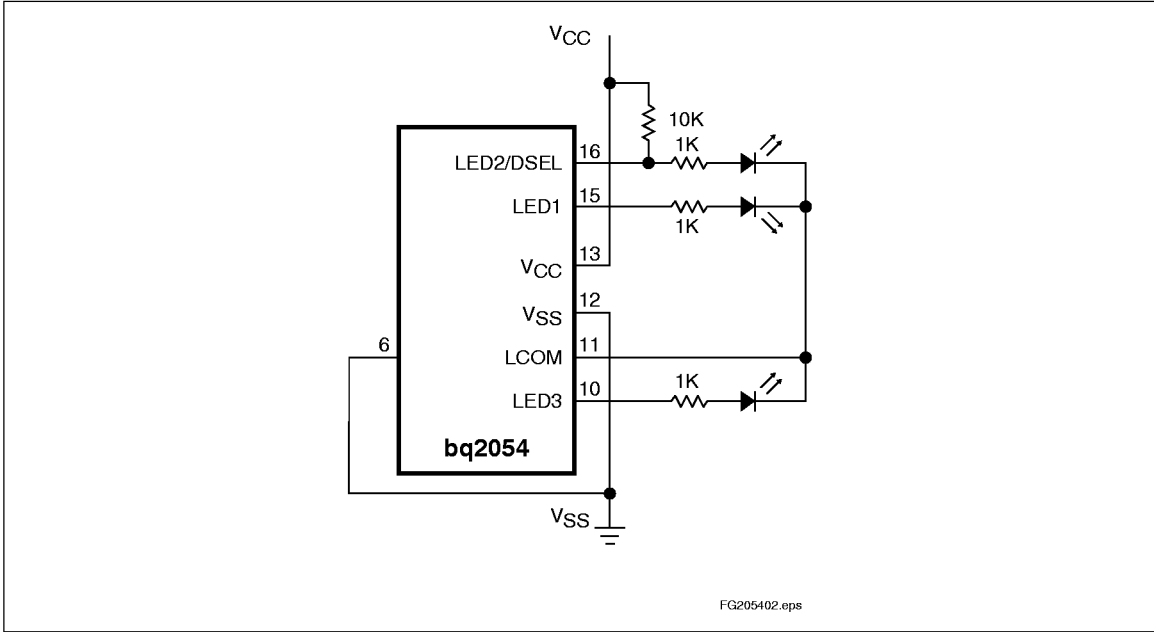 VCC
10K
1K
LED2/DSEL 16
LED1 15
1K
VCC 13
VSS 12
6
LCOM 11
1K
LED3 10
bq2054
VSS
FG205402.eps